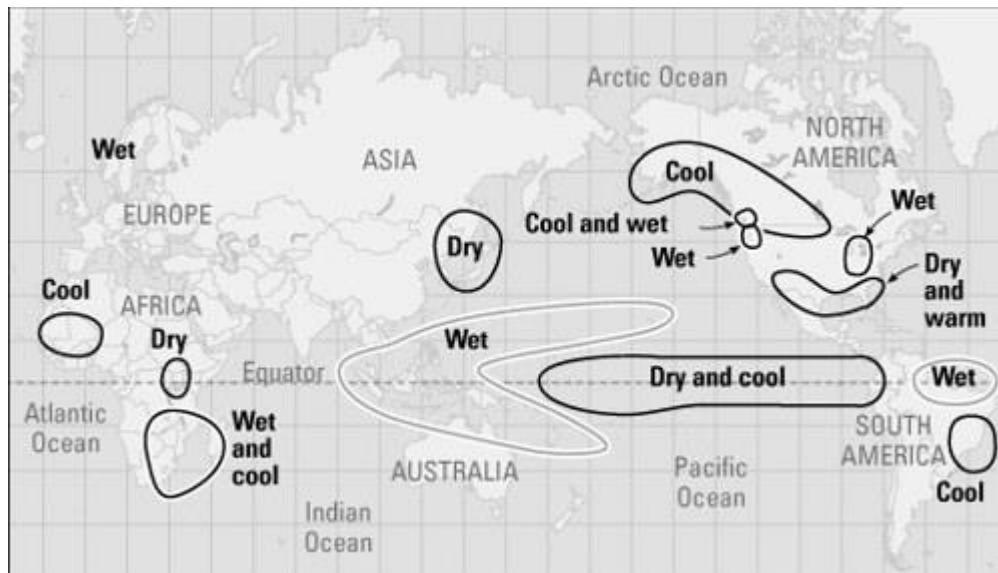 Arctic Ocean
NORTH
AMERICA
Wet
ASIA
Cool
Wet
EUROPE
Cool and wet
Dry
Wet
Dry
and
warm
Cool
AFRICA
Dry
Wet
Equator
Dry and cool
Wet
Atlantic
Ocean
Wet
and
cool
SOUTH
AMERICA
AUSTRALIA
Pacific
Ocean
Cool
Indian
Ocean